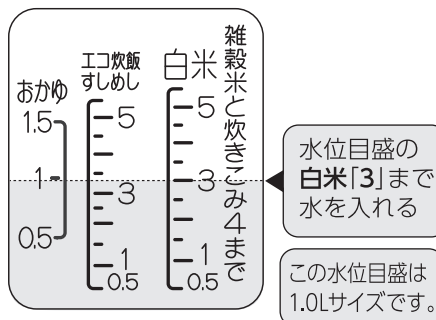 おかゆ
1.5
1
0.5
エコ炊飯
すしめし
5
3
1
0.5
白米
5
3
1
0.5
雑穀米と炊きこみ4まで
水位目盛の
白米「3」まで
水を入れる
この水位目盛は
1.0Lサイズです。